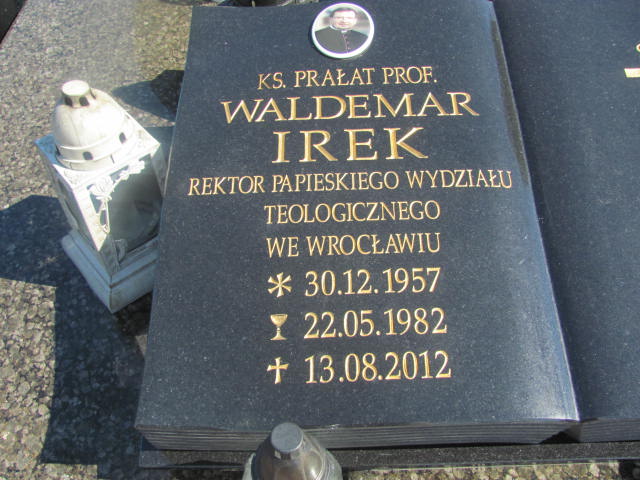 KS. PRAŁAT PROF.
WALDEMAR
IREK
REKTOR PAPIESKIEGO WYDZIAŁU
TEOLOGICZNEGO
WE WROCŁAWIU
30.12.1957
22.05.1982
13.08.2012